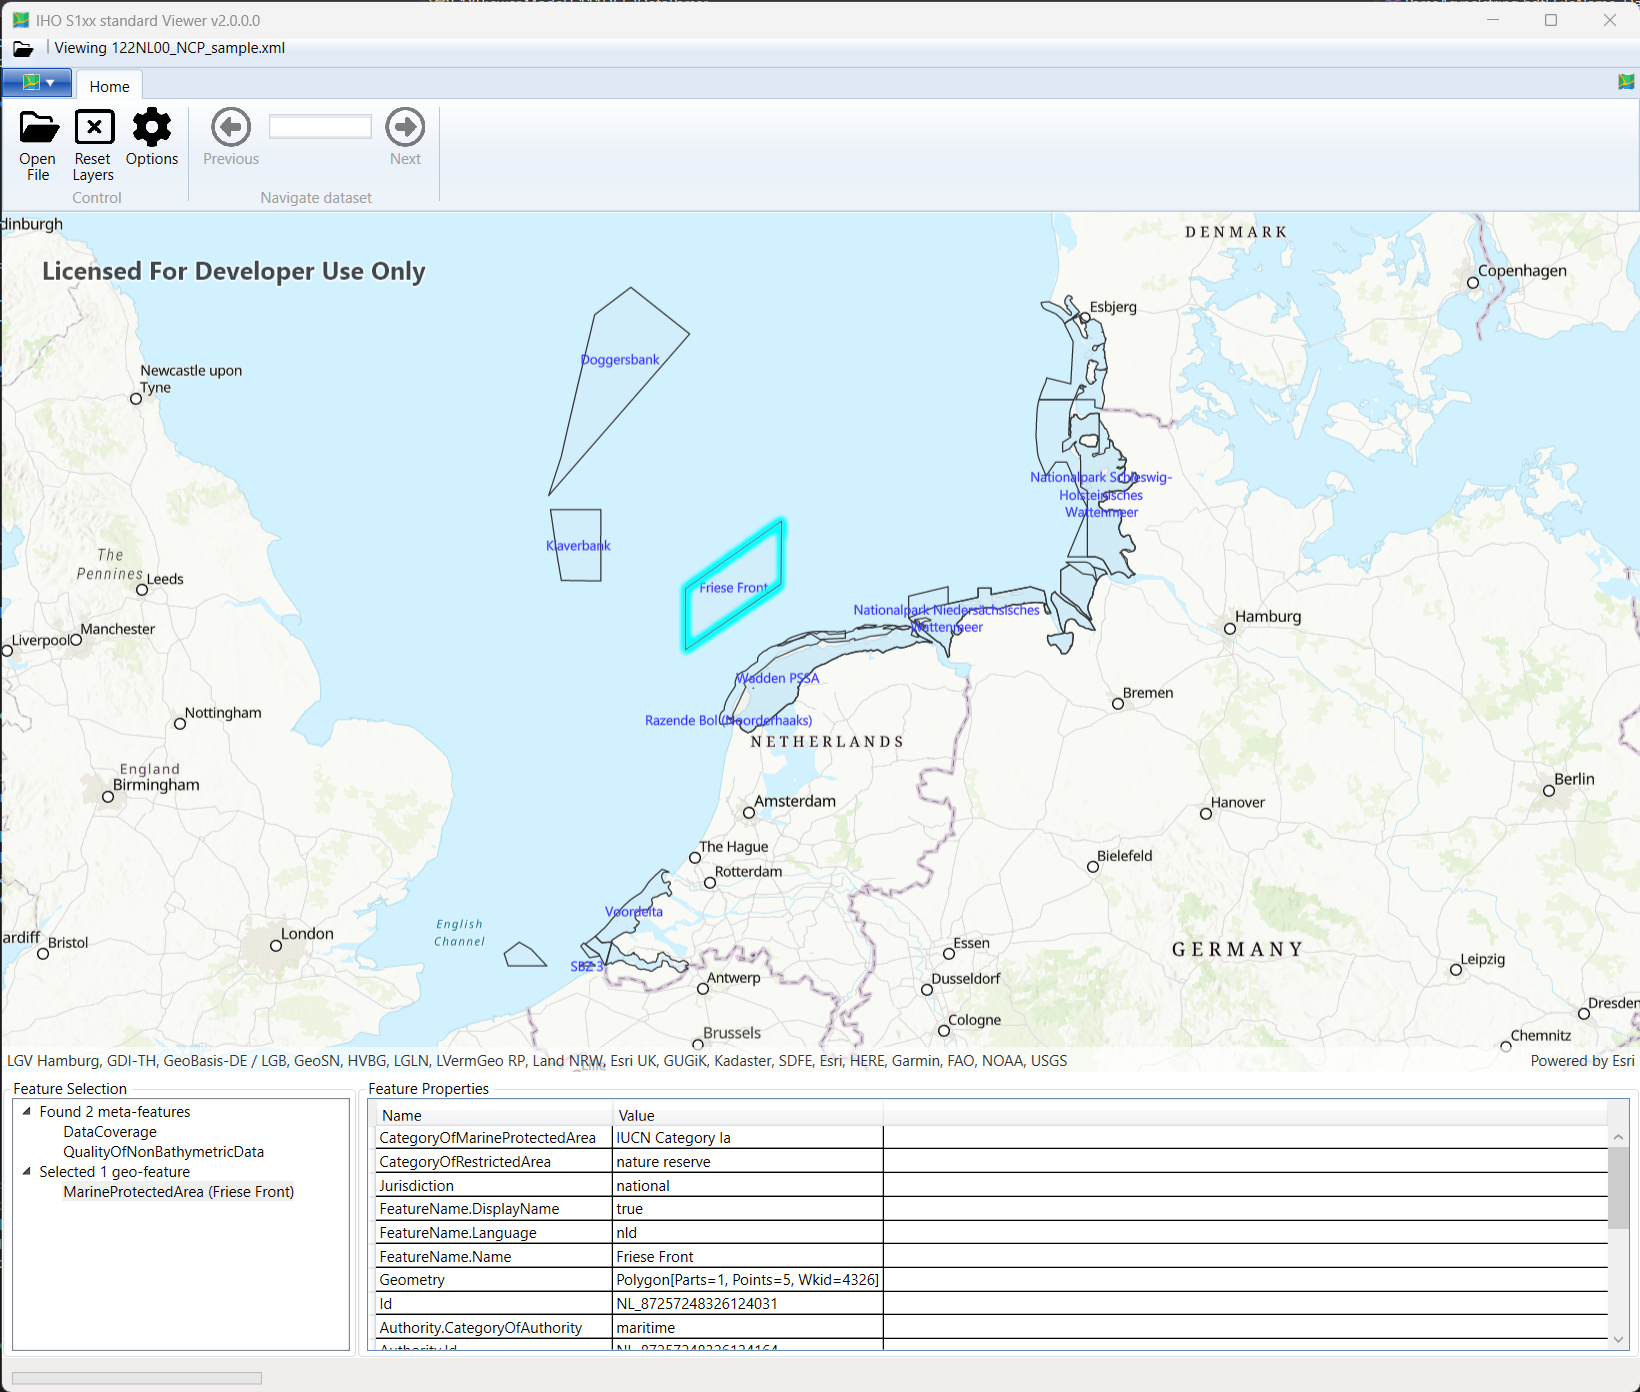 IHO S1xx standard Viewer v2.0.0.0
Viewing 122NL00_NCP_sample.xml
Home
Open File
Reset Layers
Options
Previous
Next
Control
Navigate dataset
dinburgh
DENMARK
Licensed For Developer Use Only
Copenhagen
Esbjerg
Doggersbank
Newcastle upon
Tyne
Nationalpark Schleswig-
Holsteinisches
Wattenmeer
Klaverbank
The
Pennines
Leeds
Friese Front
Nationalpark Niedersächsisches
Wattenmeer
Hamburg
Manchester
Liverpool
Wadden PSSA
Bremen
Nottingham
Razende Bol (Noorderhaaks)
NETHERLANDS
England
Birmingham
Berlin
Amsterdam
Hanover
The Hague
Bielefeld
Rotterdam
Voordelta
English
Channel
London
ardiff
Bristol
Essen
GERMANY
Leipzig
SBZ 3
Antwerp
Dusseldorf
Dresden
Cologne
Brussels
Chemnitz
LGV Hamburg, GDI-TH, GeoBasis-DE / LGB, GeoSN, HVBG, LGLN, LVermGeo RP, Land NRW, Esri UK, GUGiK, Kadaster, SDFE, Esri, HERE, Garmin, FAO, NOAA, USGS
Powered by Esri
Feature Selection
Found 2 meta-features
DataCoverage
QualityOfNonBathymetricData
Selected 1 geo-feature
MarineProtectedArea (Friese Front)
Feature Properties
Name Value
CategoryOfMarineProtectedArea IUCN Category Ia
CategoryOfRestrictedArea nature reserve
Jurisdiction national
FeatureName.DisplayName true
FeatureName.Language nld
FeatureName.Name Friese Front
Geometry Polygon[Parts=1, Points=5, Wkid=4326]
Id NL_87257248326124031
Authority.CategoryOfAuthority maritime
Authority.Id NL_87257248326124164